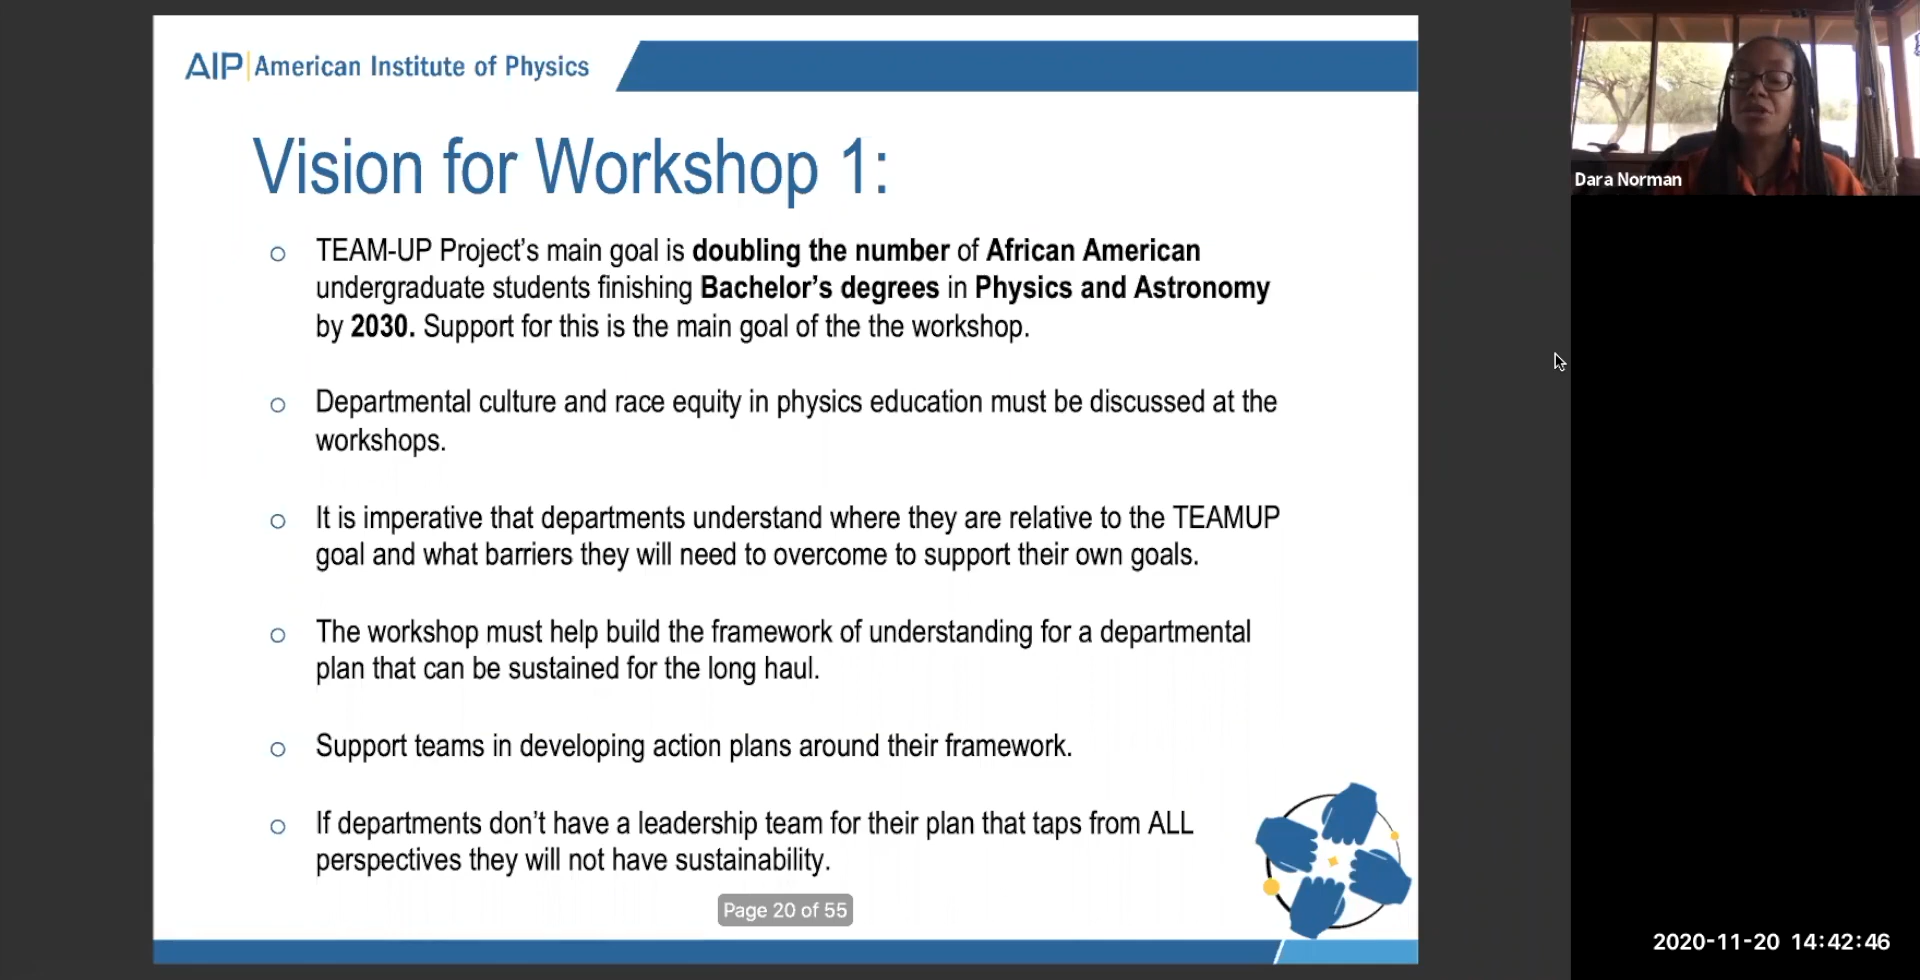 AIP American Institute of Physics
Vision for Workshop 1:
TEAM-UP Project's main goal is doubling the number of African American
undergraduate students finishing Bachelor's degrees in Physics and Astronomy
by 2030. Support for this is the main goal of the the workshop.
Departmental culture and race equity in physics education must be discussed at the
workshops.
It is imperative that departments understand where they are relative to the TEAMUP
goal and what barriers they will need to overcome to support their own goals.
The workshop must help build the framework of understanding for a departmental
plan that can be sustained for the long haul.
Support teams in developing action plans around their framework.
If departments don't have a leadership team for their plan that taps from ALL
perspectives they will not have sustainability.
Page 20 of 55
Dara Norman
2020-11-20 14:42:46